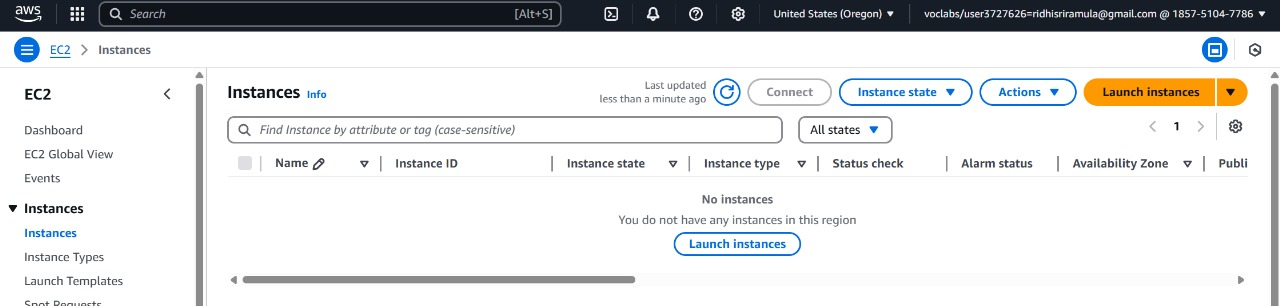 aws Search [Alt+S] United States (Oregon) voclabs/user3727626=ridhisriramula@gmail.com @ 1857-5104-7786
EC2 Instances
EC2
Dashboard
EC2 Global View
Events
Instances
Instances
Instance Types
Launch Templates
Spot Requests
Instances Info
Last updated
less than a minute ago
Connect Instance state Actions Launch instances
Find Instance by attribute or tag (case-sensitive) All states 1
Name Instance ID Instance state Instance type Status check Alarm status Availability Zone Publi
No instances
You do not have any instances in this region
Launch instances